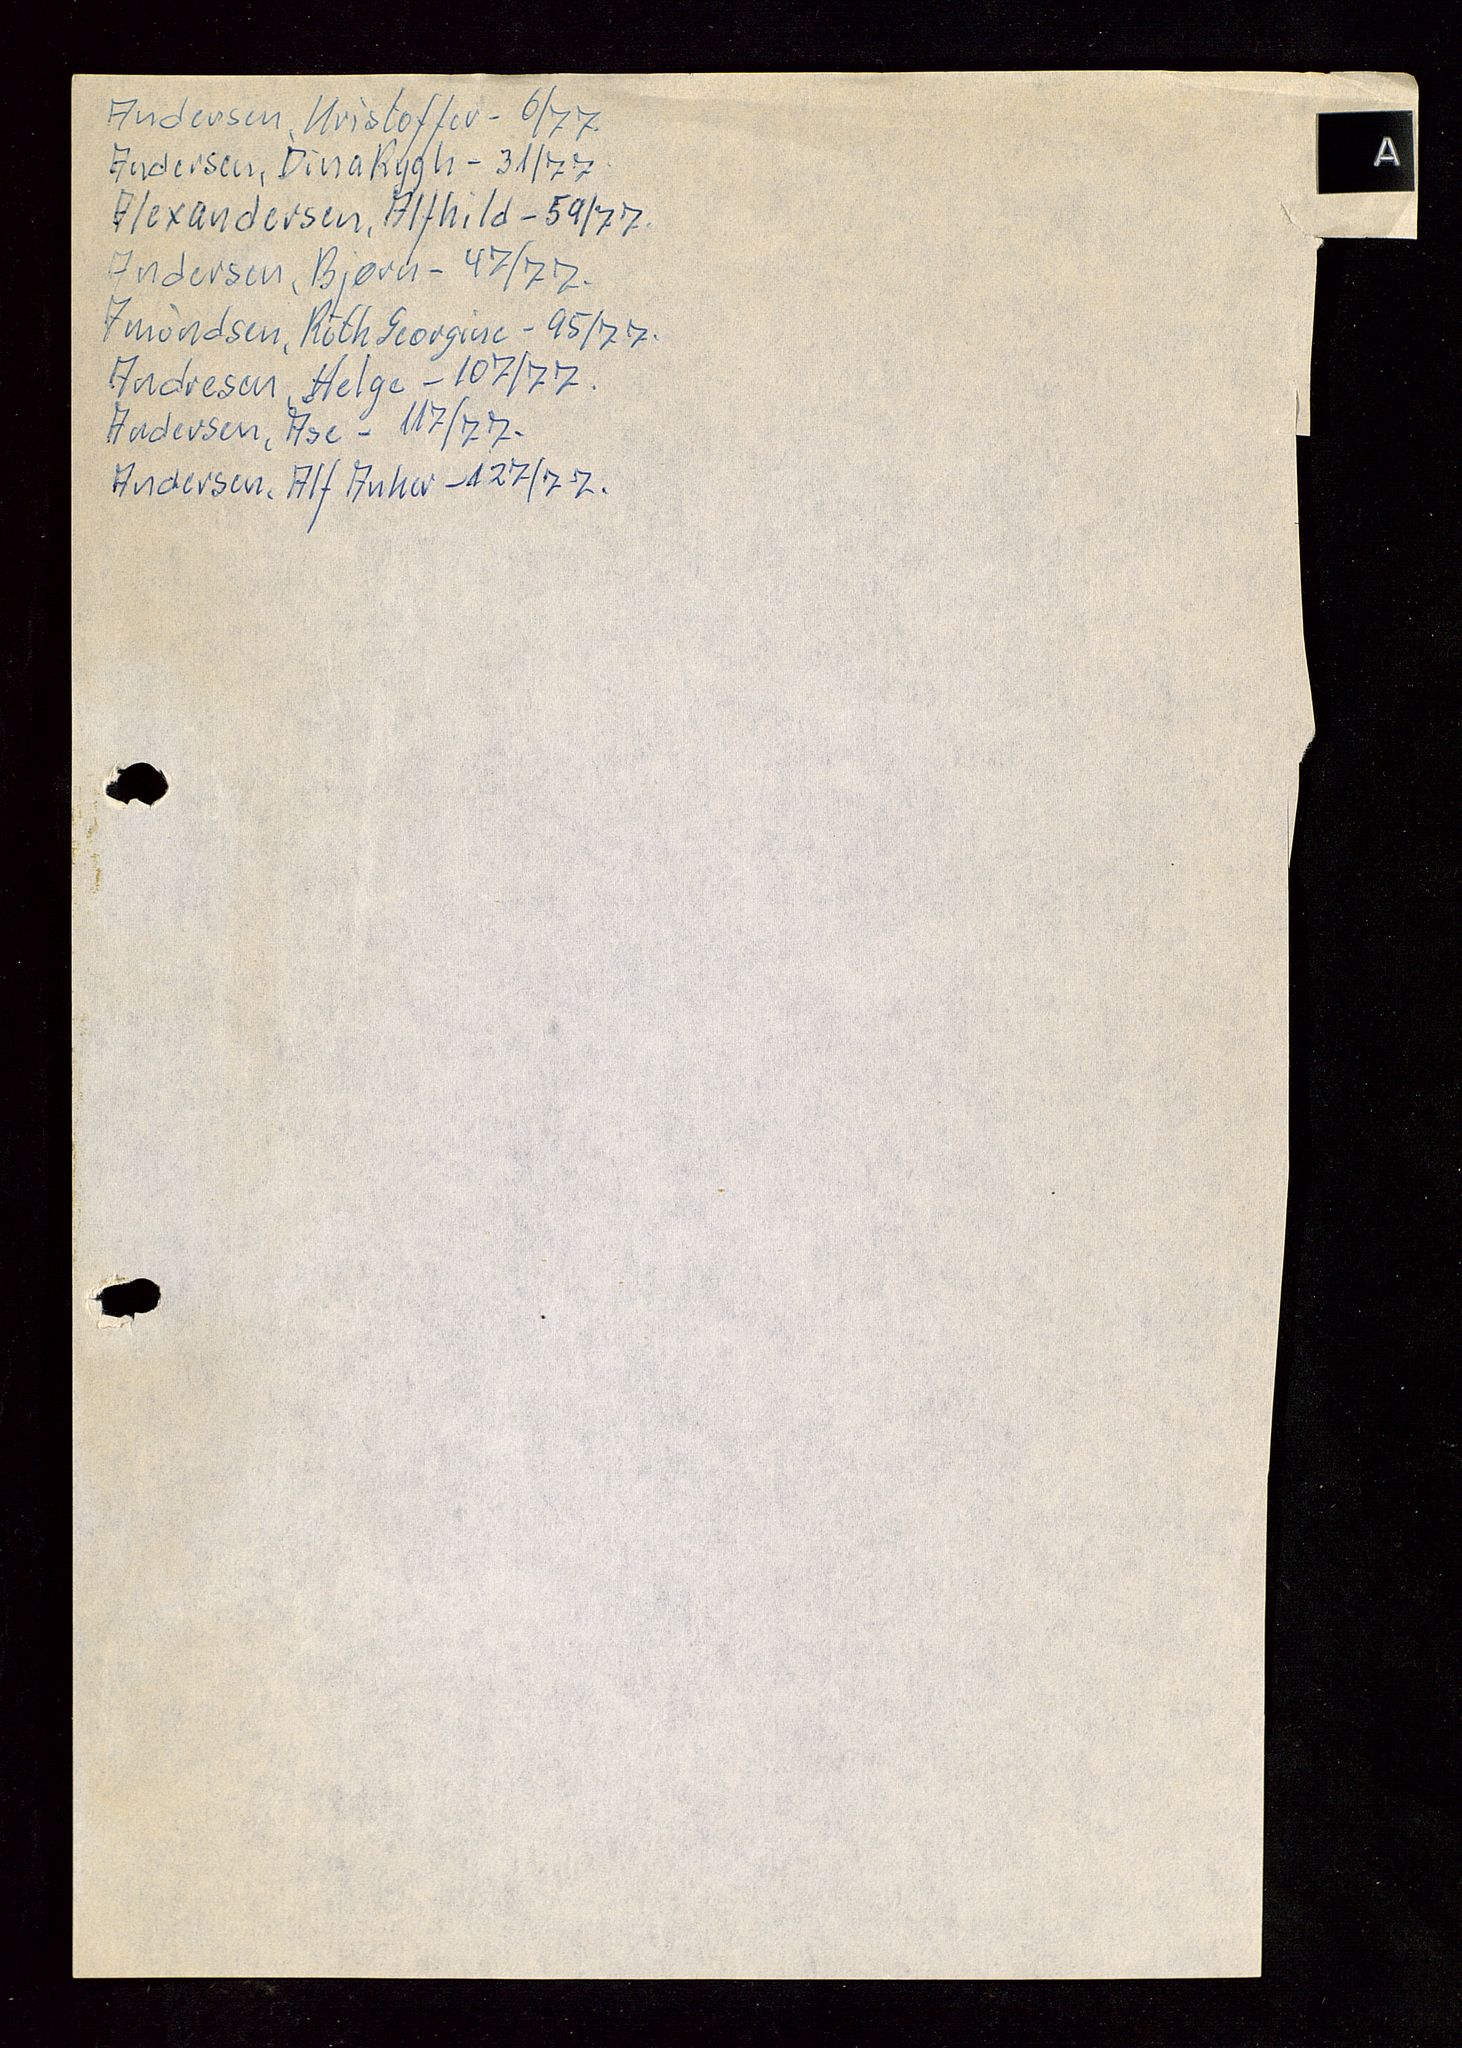 A
Andersen, Kristoffer - 6/77.
Andersen, Dina Rygh - 31/77.
Alexandersen, Alfhild - 59/77.
Andersen, Bjørn - 47/77.
Amundsen, Ruth Georgine - 95/77.
Andresen, Helge - 107/77.
Andersen, Åse - 117/77.
Andersen, Alf Anker - 127/77.